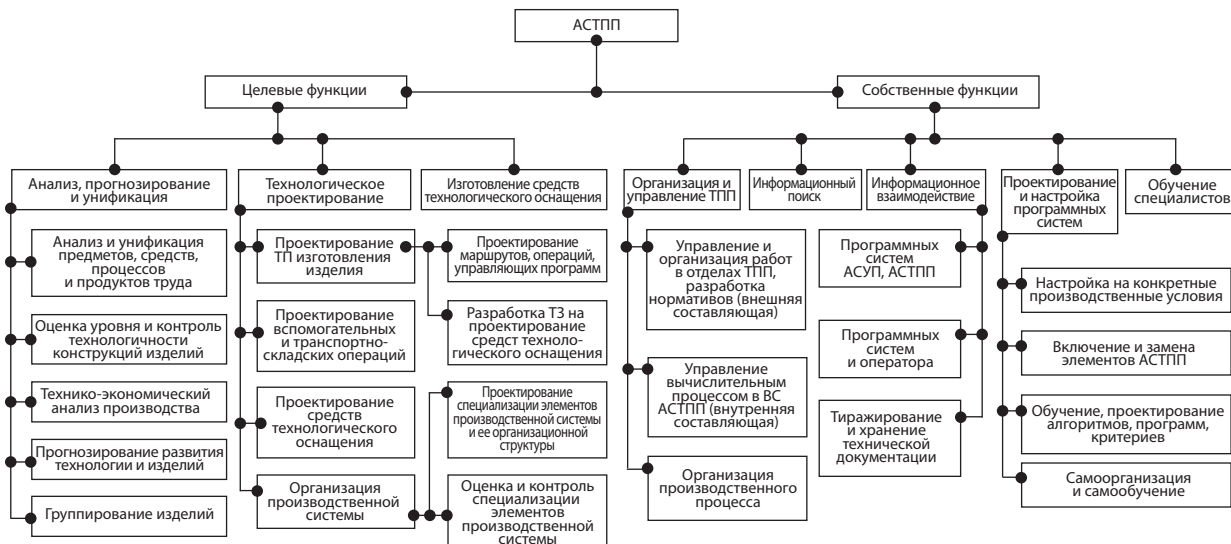 АСТПП
Целевые функции
Собственные функции
Анализ, прогнозирование
и унификация
Технологическое
проектирование
Изготовление средств
технологического оснащения
Организация и
управление ТПП
Информационный
поиск
Информационное
взаимодействие
Проектирование
и настройка
программных
систем
Обучение
специалистов
Анализ и унификация
предметов, средств,
процессов
и продуктов труда
Оценка уровня и контроль
технологичности
конструкций изделий
Технико-экономический
анализ производства
Прогнозирование развития
технологии и изделий
Группирование изделий
Проектирование
ТП изготовления
изделия
Проектирование
вспомогательных
и транспортно-
складских операций
Проектирование
средств
технологического
оснащения
Организация
производственной
системы
Проектирование
маршрутов, операций,
управляющих программ
Разработка ТЗ на
проектирование
средст техноло-
гического оснащения
Проектирование
специализации элементов
производственной системы
и ее организационной
структуры
Оценка и контроль
специализации
элементов
производственной
системы
Управление и
организация работ
в отделах ТПП,
разработка
нормативов (внешняя
составляющая)
Управление
вычислительным
процессом в ВС
АСТПП (внутренняя
составляющая)
Организация
производственного
процесса
Программных
систем
АСУП, АСТПП
Программных
систем
и оператора
Тиражирование
и хранение
технической
документации
Настройка на конкретные
производственные условия
Включение и замена
элементов АСТПП
Обучение, проектирование
алгоритмов, программ,
критериев
Самоорганизация
и самообучение